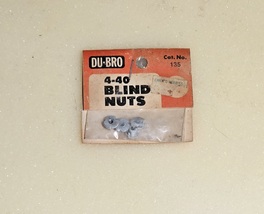 DU-BRO
Cat. No.
135
4-40
BLIND
NUTS